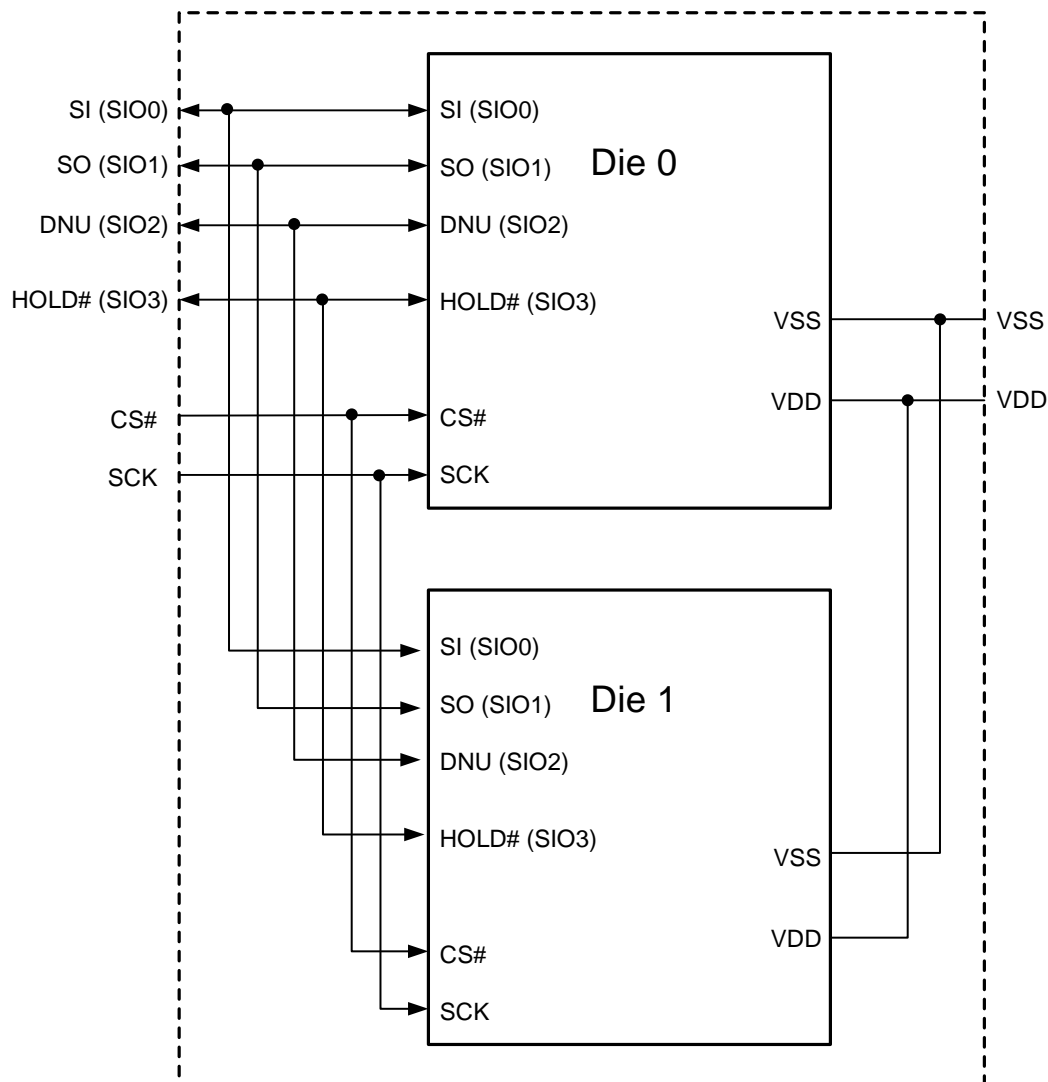 SI (SIO0)
SO (SIO1)
DNU (SIO2)
HOLD# (SIO3)
CS#
SCK
SI (SIO0)
SO (SIO1)
Die 0
DNU (SIO2)
HOLD# (SIO3)
CS#
SCK
VSS
VDD
VSS
VDD
SI (SIO0)
SO (SIO1)
Die 1
DNU (SIO2)
HOLD# (SIO3)
CS#
SCK
VSS
VDD